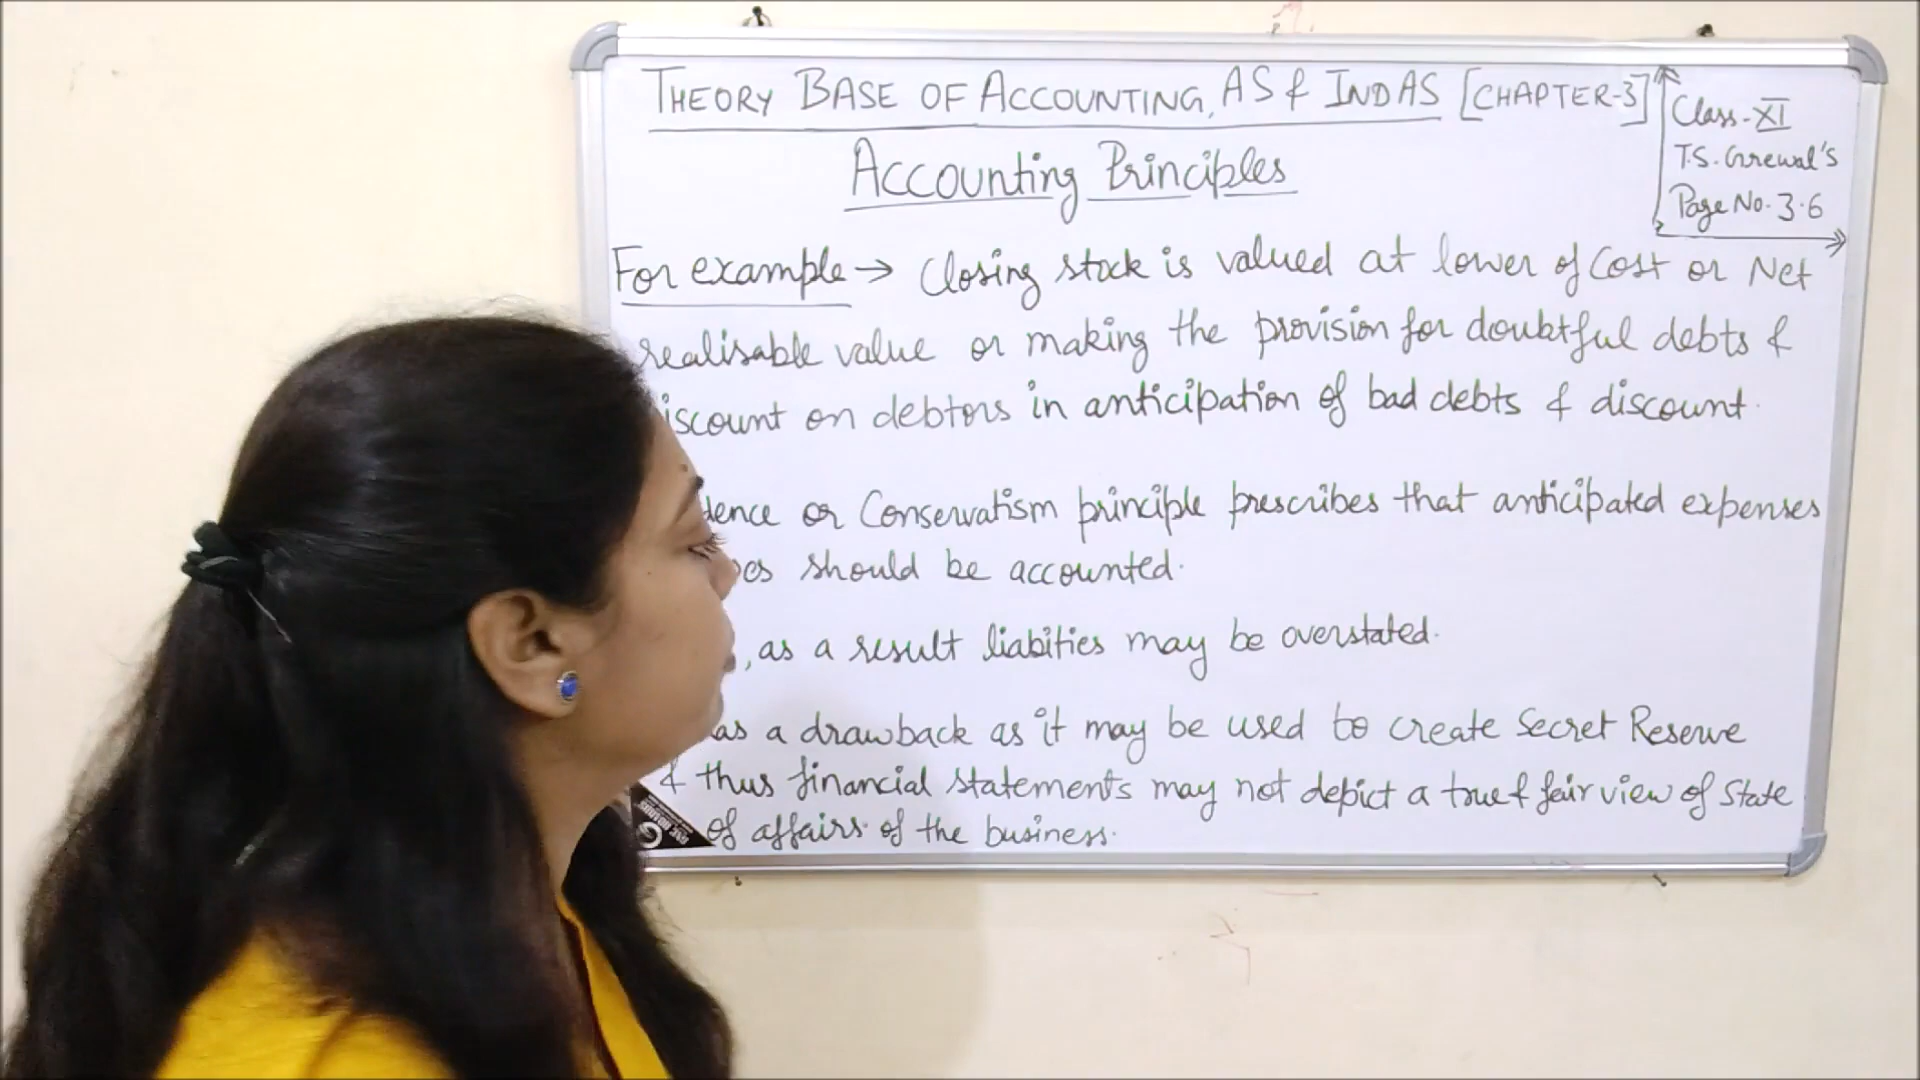 THEORY BASE OF ACCOUNTING, AS & IND AS [CHAPTER-3]
Class-XI
T.S. Grewal's
Page No. 3.6
ACCOUNTING PRINCIPLES
For example → Closing stock is valued at lower of Cost or Net
realisable value or making the provision for doubtful debts &
iscount on debtors in anticipation of bad debts & discount.
dence or Conservatism principle prescribes that anticipated expenses
should be accounted.
, as a result liabities may be overstated.
as a drawback as it may be used to create Secret Reserve
& thus financial statements may not depict a true & fair view of State
of affairs of the business.